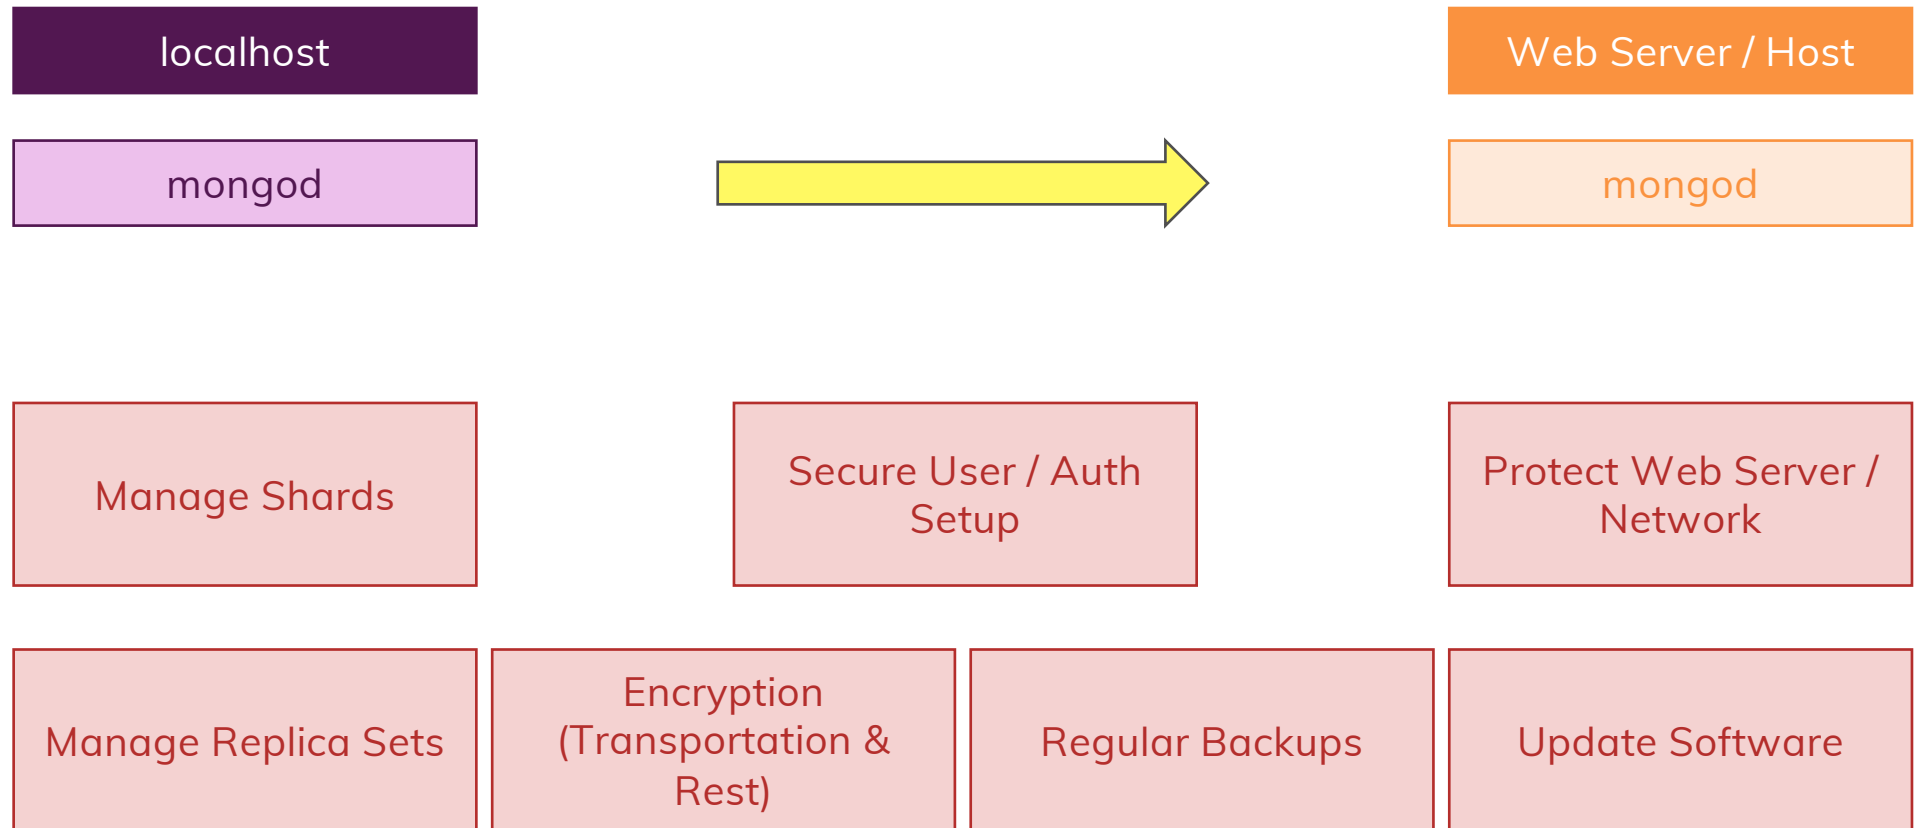 localhost
Web Server / Host
mongod
mongod
Manage Shards
Secure User / Auth
Setup
Protect Web Server /
Network
Manage Replica Sets
Encryption
(Transportation &
Rest)
Regular Backups
Update Software